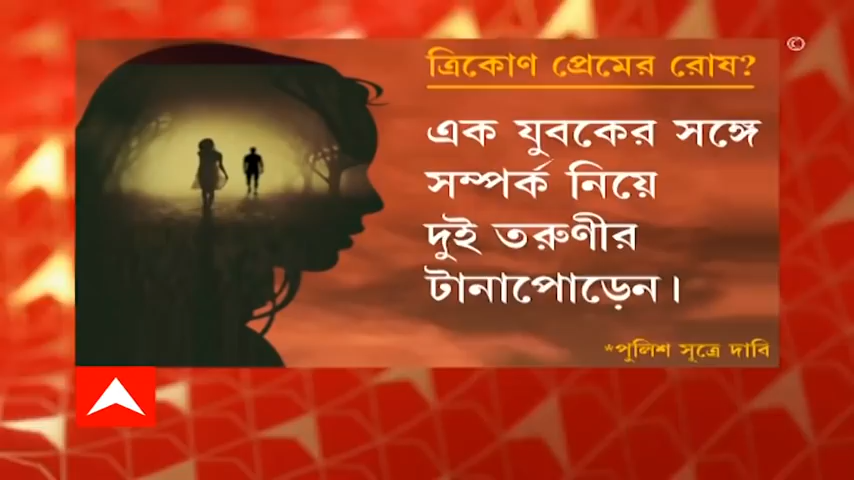 ©
ত্রিকোণ প্রেমের রোষ?
এক যুবকের সঙ্গে
সম্পর্ক নিয়ে
দুই তরুণীর
টানাপোড়েন।
*পুলিশ সূত্রে দাবি